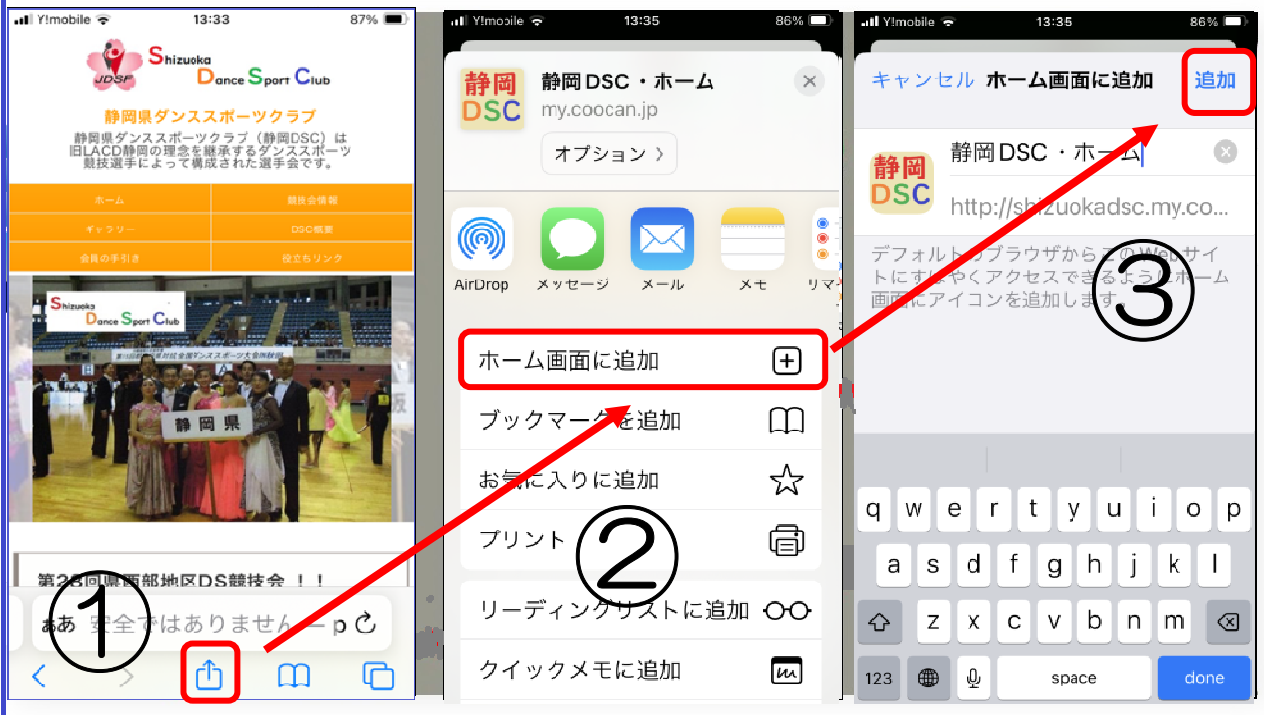 Y!mobile 13:33 87%
JDSF
Shizuoka
Dance Sport Club
静岡県ダンススポーツクラブ
静岡県ダンススポーツクラブ（静岡DSC）は
旧LACD静岡の理念を継承するダンススポーツ
競技選手によって構成された選手会です。
ホーム 競技会情報
ギャラリー DSC概要
会員の手引き 役立ちリンク
Shizuoka
Dance Sport Club
静岡県
第28回県西部地区DS競技会！！
①
ぁあ 安全ではありません — p
Y!mobile 13:35 86%
静岡
DSC
静岡DSC・ホーム
my.coocan.jp
オプション
AirDrop メッセージ メール メモ リマ
ホーム画面に追加
ブックマークを追加
お気に入りに追加
プリント
②
リーディングリストに追加
クイックメモに追加
Y!mobile 13:35 86%
キャンセル ホーム画面に追加 追加
静岡
DSC
静岡DSC・ホーム
http://shizuokadsc.my.co...
デフォルトのブラウザからこのWebサイ
トにすばやくアクセスできるようにホーム
画面にアイコンを追加します。
③
q w e r t y u i o p
a s d f g h j k l
z x c v b n m
123 space done